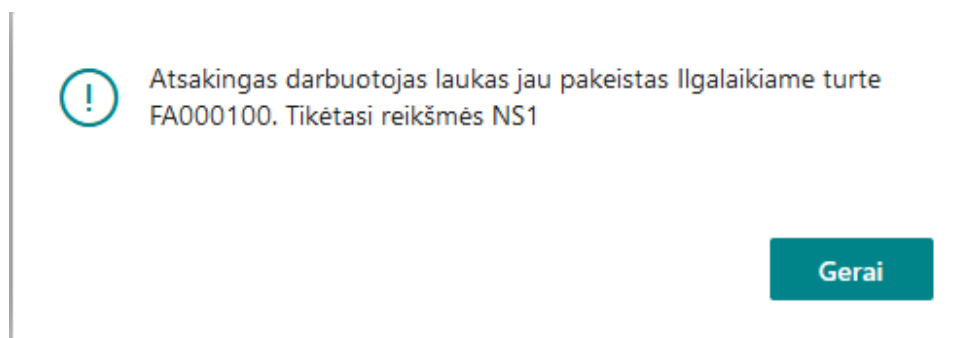 Atsakingas darbuotojas laukas jau pakeistas Ilgalaikiame turte
FA000100. Tikėtasi reikšmės NS1
Gerai